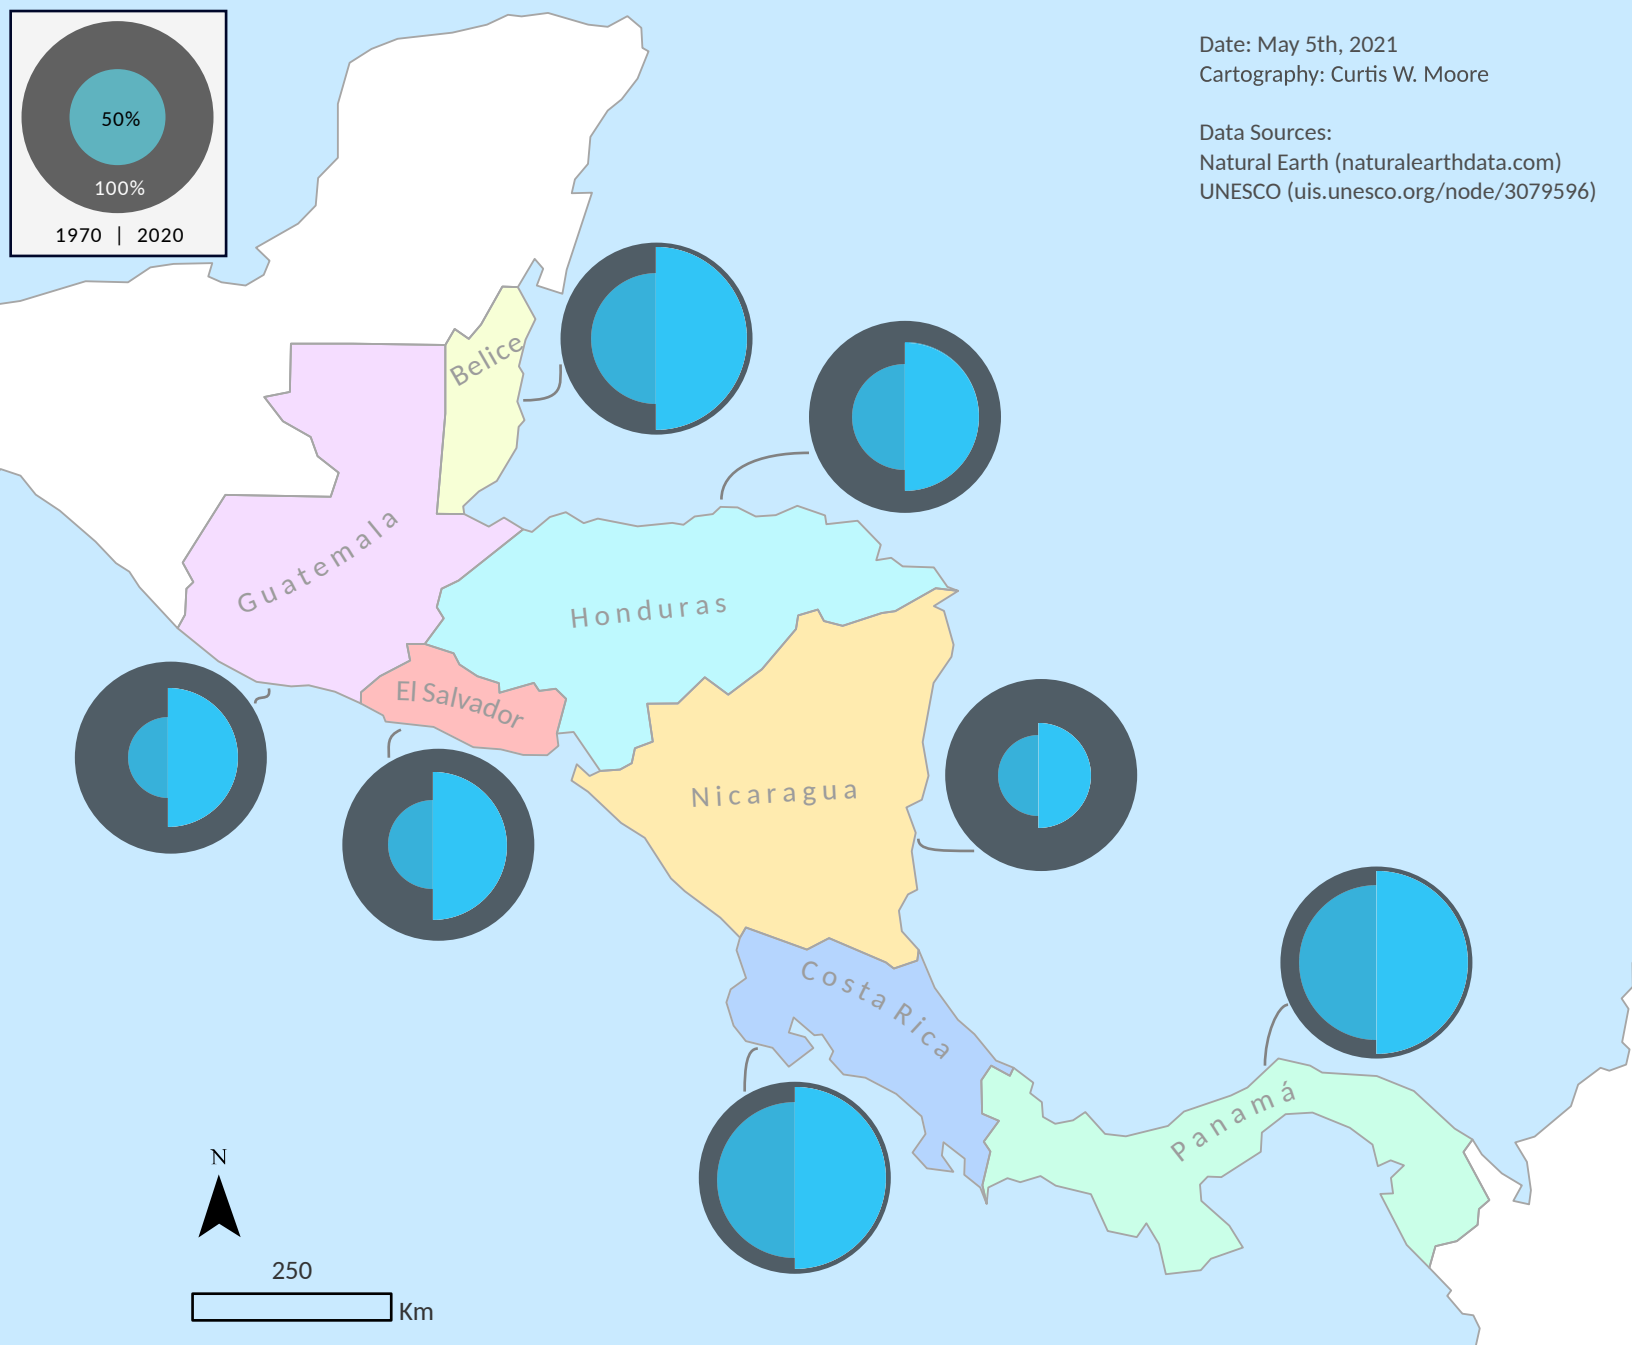 50%
100%
1970 | 2020
Date: May 5th, 2021
Cartography: Curtis W. Moore
Data Sources:
Natural Earth (naturalearthdata.com)
UNESCO (uis.unesco.org/node/3079596)
Belice
Guatemala
Honduras
El Salvador
Nicaragua
Costa Rica
Panamá
N
250
Km